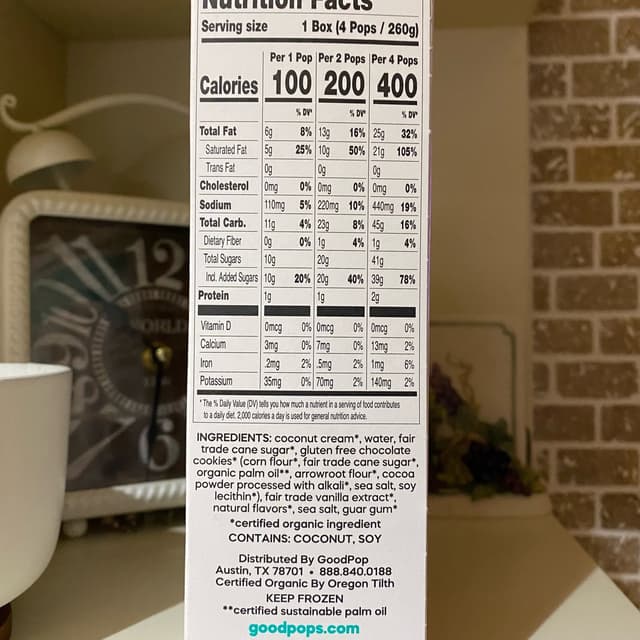 Nutrition Facts
Serving size 1 Box (4 Pops / 260g)
Per 1 Pop Per 2 Pops Per 4 Pops
Calories 100 200 400
% DV* % DV* % DV*
Total Fat 6g 8% 13g 16% 25g 32%
Saturated Fat 5g 25% 10g 50% 21g 105%
Trans Fat 0g 0g 0g
Cholesterol 0mg 0% 0mg 0% 0mg 0%
Sodium 110mg 5% 220mg 10% 440mg 19%
Total Carb. 11g 4% 23g 8% 45g 16%
Dietary Fiber 0g 0% 1g 4% 1g 4%
Total Sugars 10g 20g 41g
Incl. Added Sugars 10g 20% 20g 40% 39g 78%
Protein 1g 1g 2g
Vitamin D 0mcg 0% 0mcg 0% 0mcg 0%
Calcium 3mg 0% 7mg 0% 13mg 2%
Iron .2mg 2% .5mg 2% 1mg 6%
Potassium 35mg 0% 70mg 2% 140mg 2%
*The % Daily Value (DV) tells you how much a nutrient in a serving of food contributes
to a daily diet. 2,000 calories a day is used for general nutrition advice.
INGREDIENTS: coconut cream*, water, fair
trade cane sugar*, gluten free chocolate
cookies* (corn flour*, fair trade cane sugar*,
organic palm oil**, arrowroot flour*, cocoa
powder processed with alkali*, sea salt, soy
lecithin*), fair trade vanilla extract*,
natural flavors*, sea salt, guar gum*
*certified organic ingredient
CONTAINS: COCONUT, SOY
Distributed By GoodPop
Austin, TX 78701 • 888.840.0188
Certified Organic By Oregon Tilth
KEEP FROZEN
**certified sustainable palm oil
goodpops.com
12
6